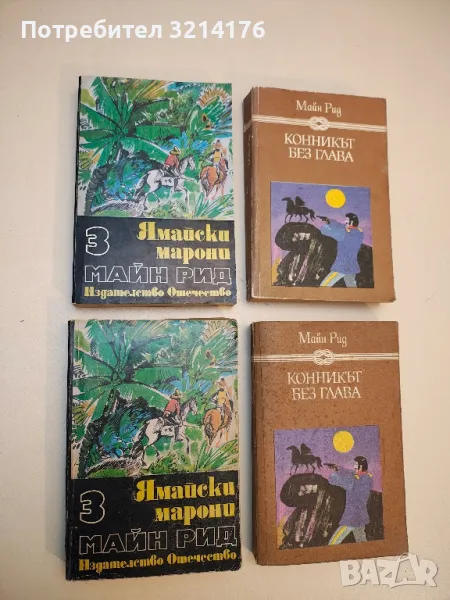 Потребител 3214176
3
Ямайски
марони
МАЙН РИД
Издателство Отечество
Майн Рид
КОННИКЪТ
БЕЗ ГЛАВА
3
Ямайски
марони
МАЙН РИД
Издателство Отечество
Майн Рид
КОННИКЪТ
БЕЗ ГЛАВА
BAZAR